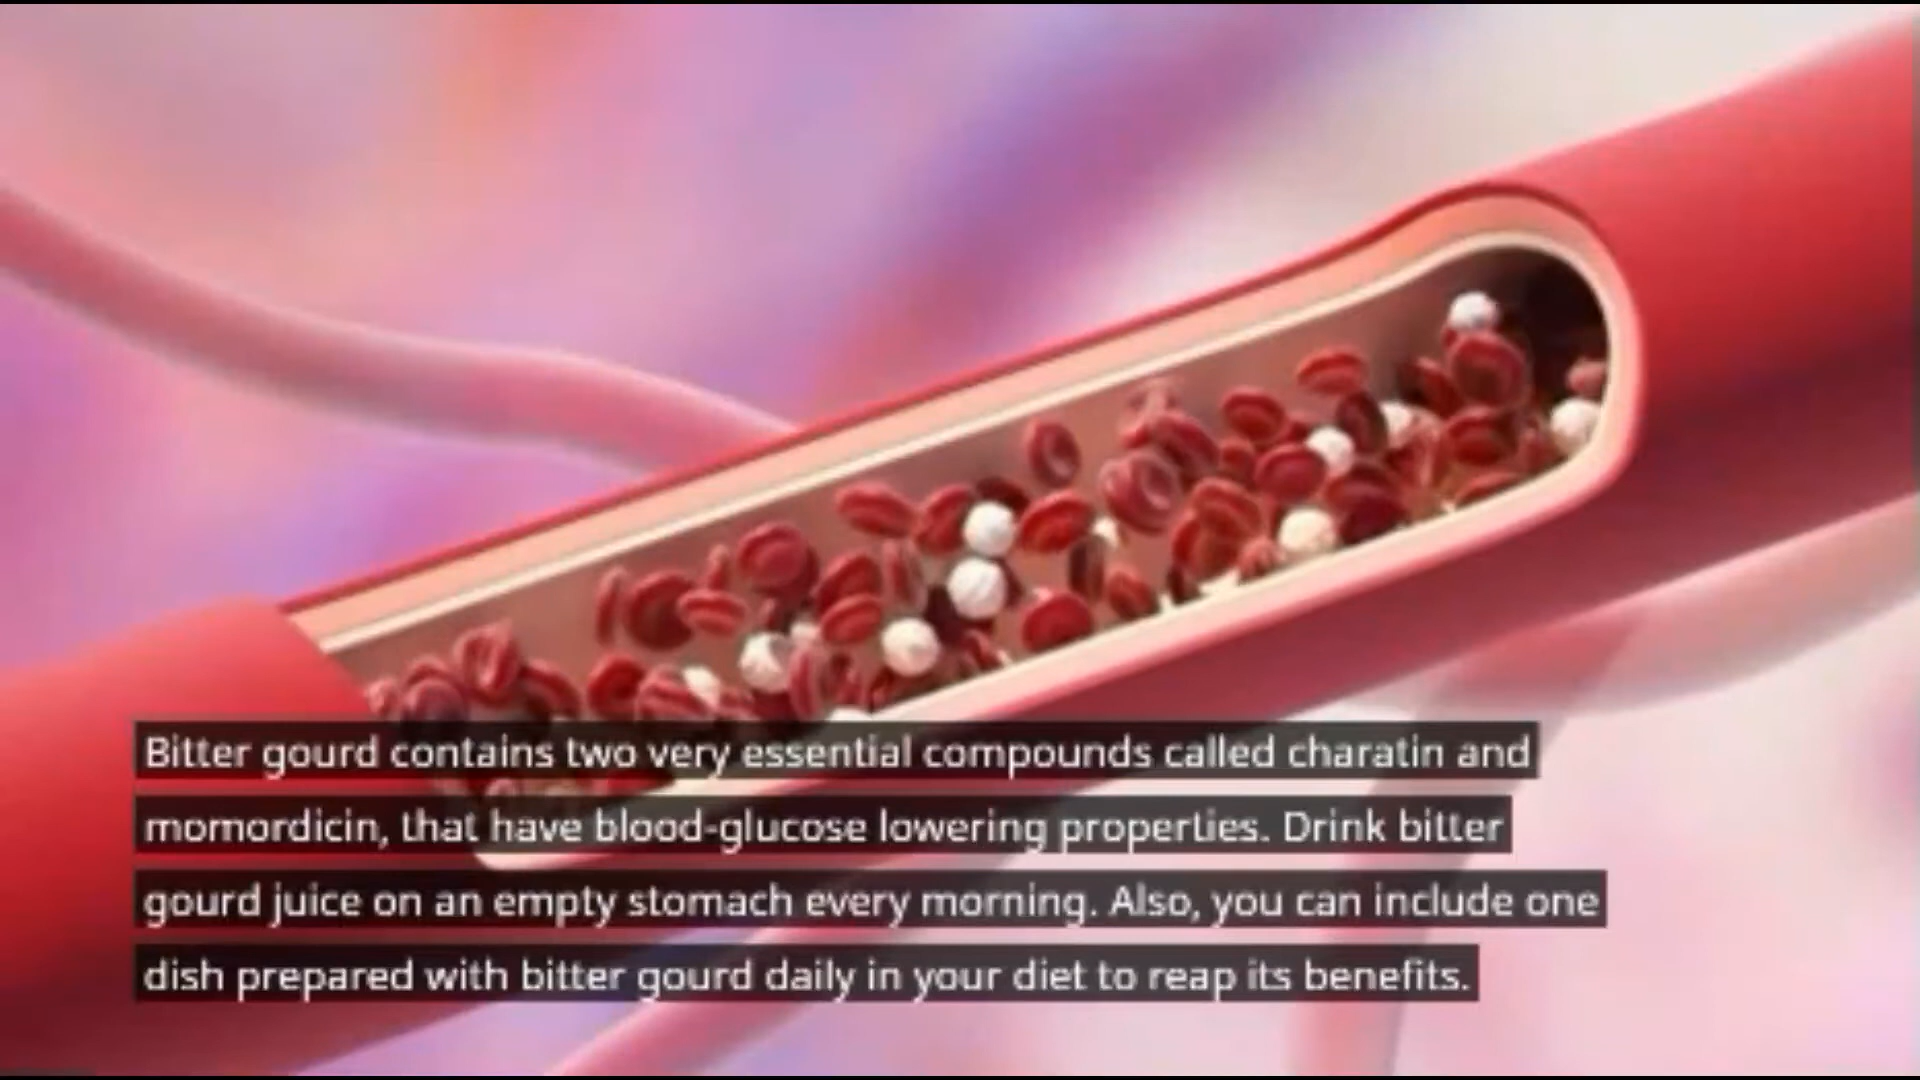 Bitter gourd contains two very essential compounds called charatin and
momordicin, that have blood-glucose lowering properties. Drink bitter
gourd juice on an empty stomach every morning. Also, you can include one
dish prepared with bitter gourd daily in your diet to reap its benefits.